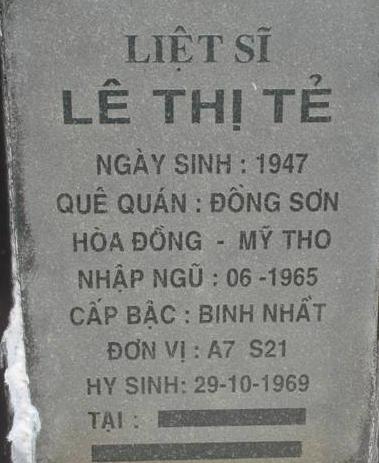 LIỆT SĨ
LÊ THỊ TẺ
NGÀY SINH : 1947
QUÊ QUÁN : ĐỒNG SƠN
HÒA ĐỒNG - MỸ THO
NHẬP NGŨ : 06 -1965
CẤP BẬC : BINH NHẤT
ĐƠN VỊ : A7 S21
HY SINH: 29-10-1969
TẠI :